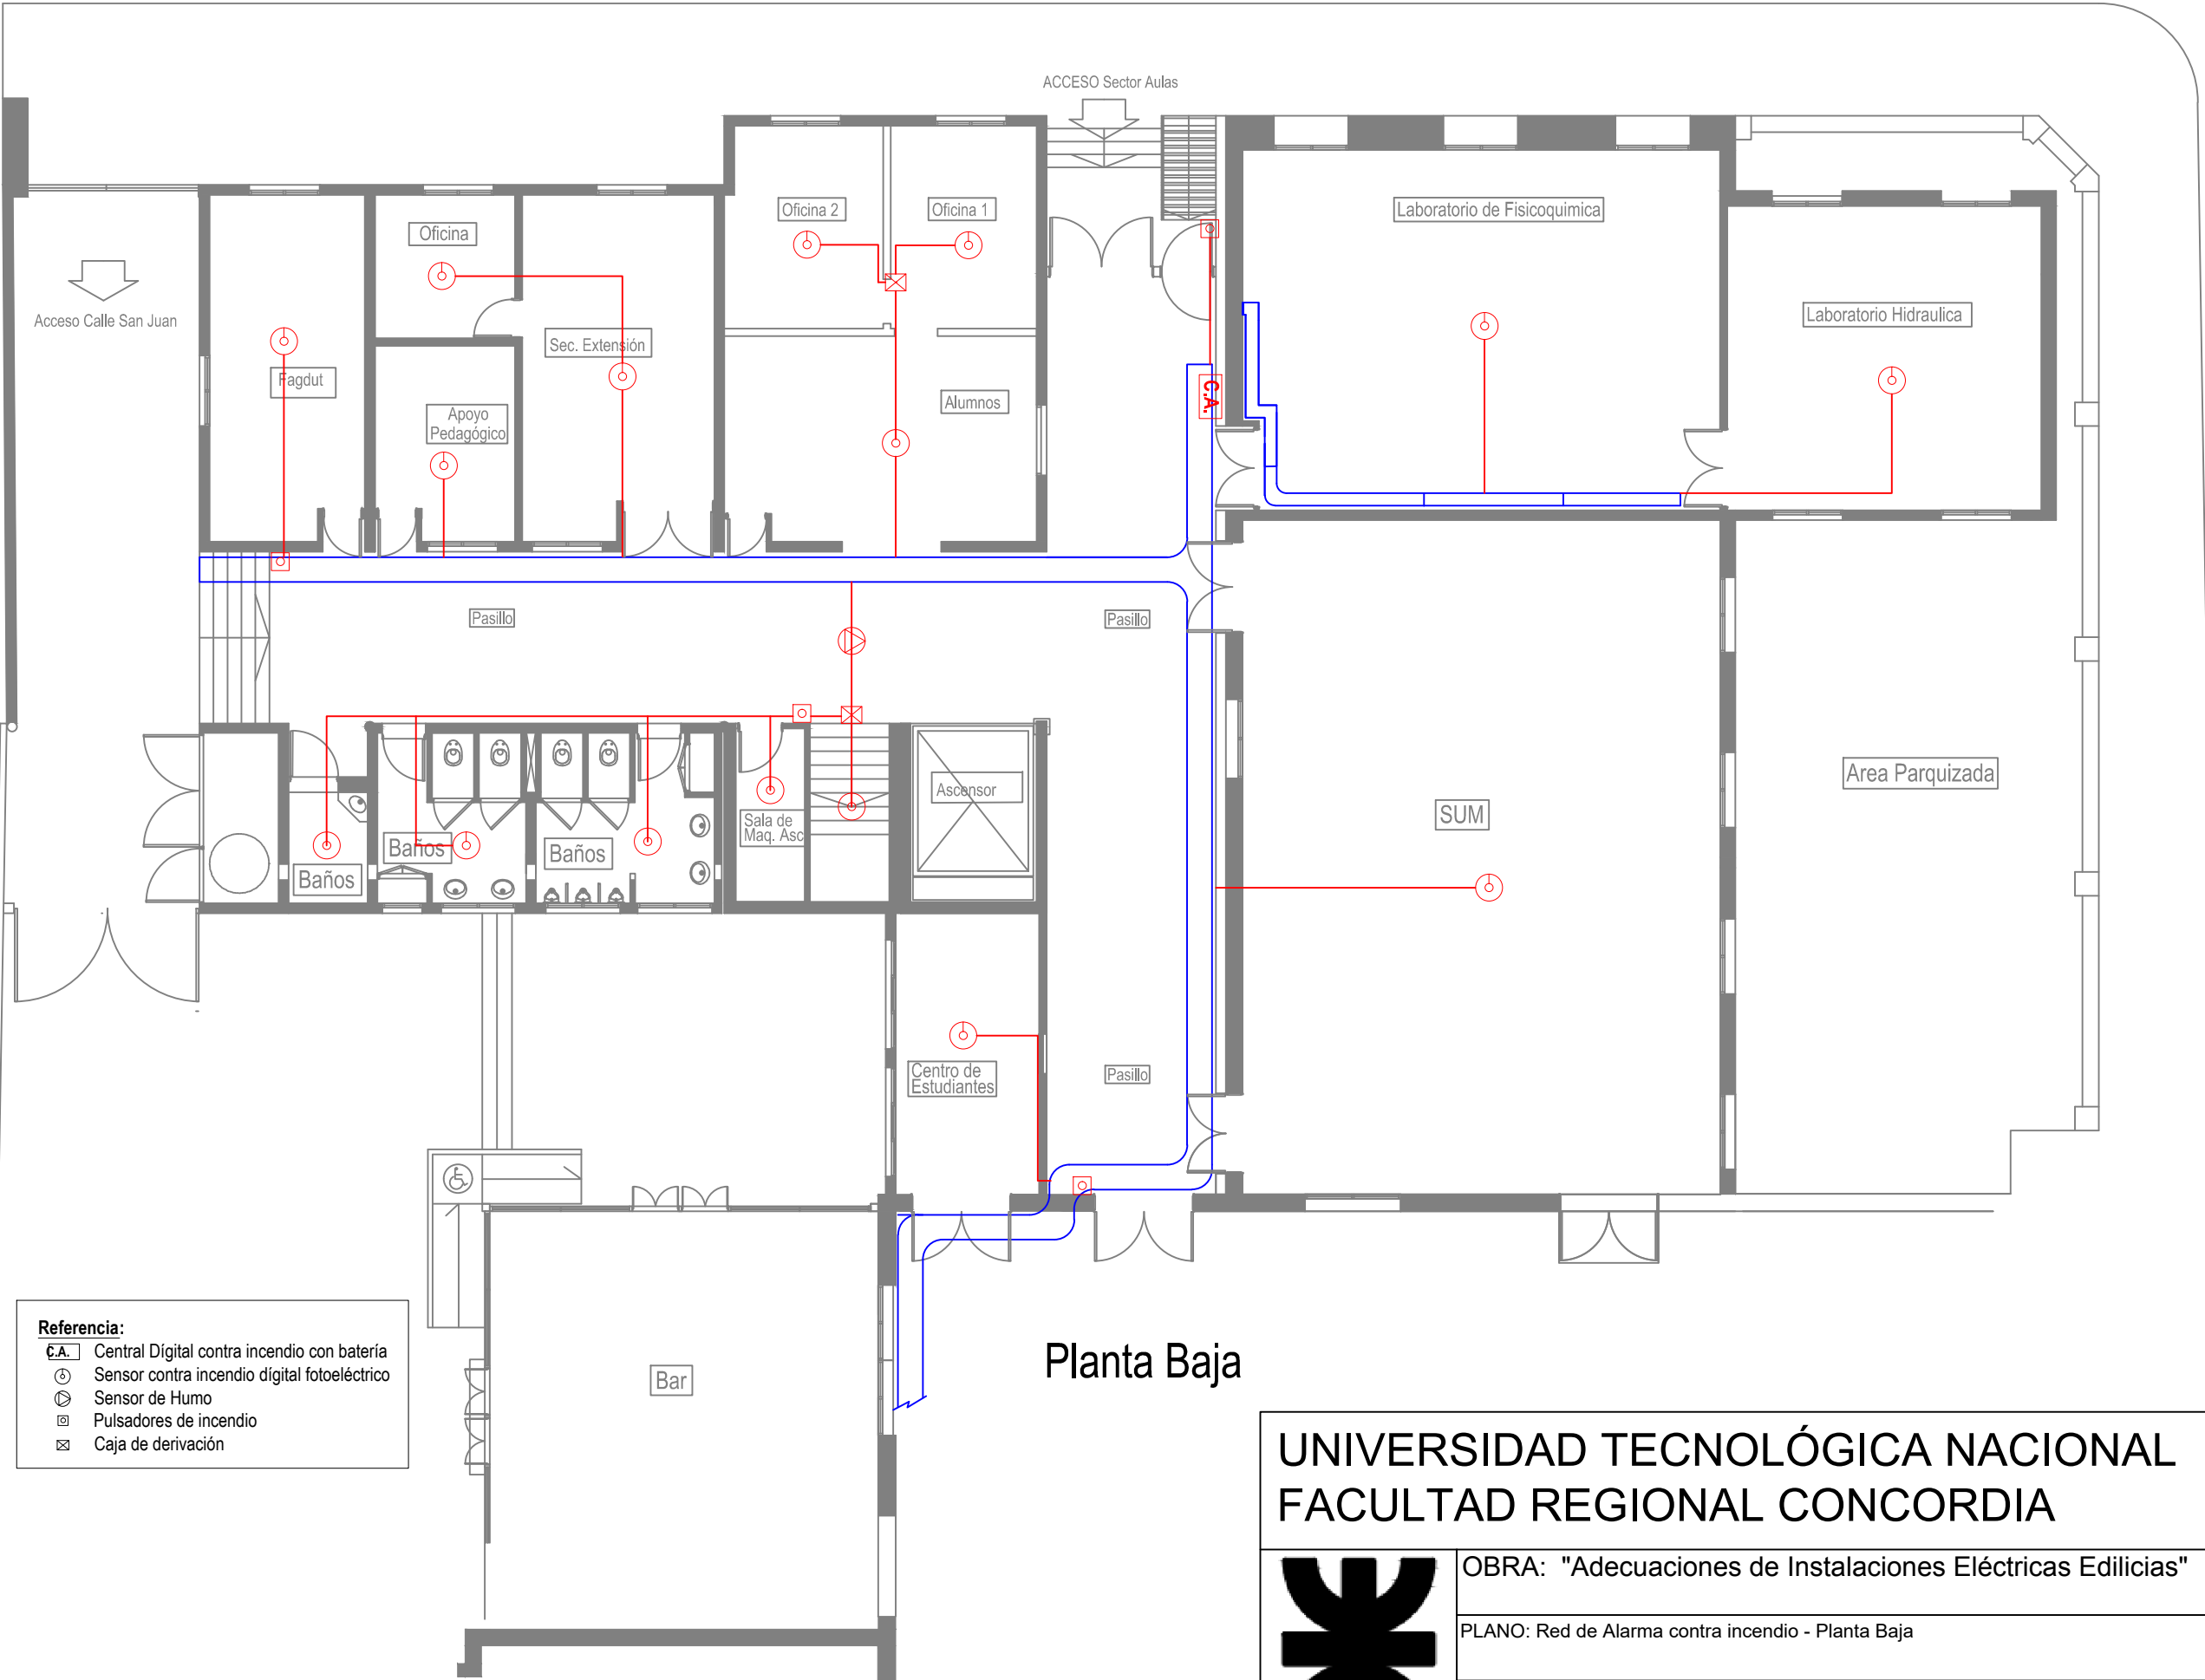 ACCESO Sector Aulas
Oficina 2
Oficina 1
Laboratorio de Fisicoquimica
Oficina
Acceso Calle San Juan
Sec. Extensión
Laboratorio Hidraulica
Fagdut
C.A.
Alumnos
Apoyo
Pedagógico
Pasillo
Pasillo
Area Parquizada
Ascensor
SUM
Sala de
Maq. Asc
Baños
Baños
Baños
Centro de
Estudiantes
Pasillo
Planta Baja
Bar
Referencia:
C.A. Central Dígital contra incendio con batería
Sensor contra incendio dígital fotoeléctrico
Sensor de Humo
Pulsadores de incendio
Caja de derivación
UNIVERSIDAD TECNOLÓGICA NACIONAL
FACULTAD REGIONAL CONCORDIA
OBRA: "Adecuaciones de Instalaciones Eléctricas Edilicias"
PLANO: Red de Alarma contra incendio - Planta Baja